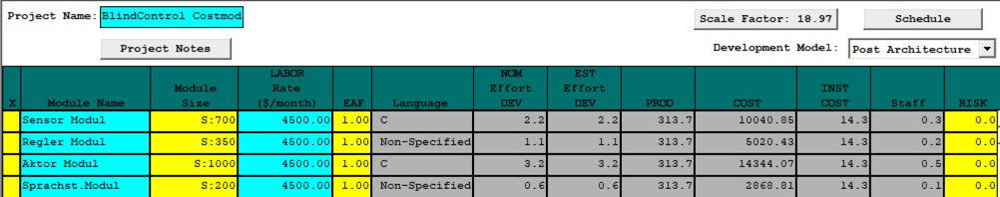 Project Name: BlindControl Costmod Scale Factor: 18.97 Schedule
Project Notes Development Model: Post Architecture
X Module Name Module Size LABOR Rate ($/month) EAF Language NOM Effort DEV EST Effort DEV PROD COST INST COST Staff RISK
Sensor Modul S:700 4500.00 1.00 C 2.2 2.2 313.7 10040.85 14.3 0.3 0.0
Regler Modul S:350 4500.00 1.00 Non-Specified 1.1 1.1 313.7 5020.43 14.3 0.2 0.0
Aktor Modul S:1000 4500.00 1.00 C 3.2 3.2 313.7 14344.07 14.3 0.5 0.0
Sprachst.Modul S:200 4500.00 1.00 Non-Specified 0.6 0.6 313.7 2868.81 14.3 0.1 0.0